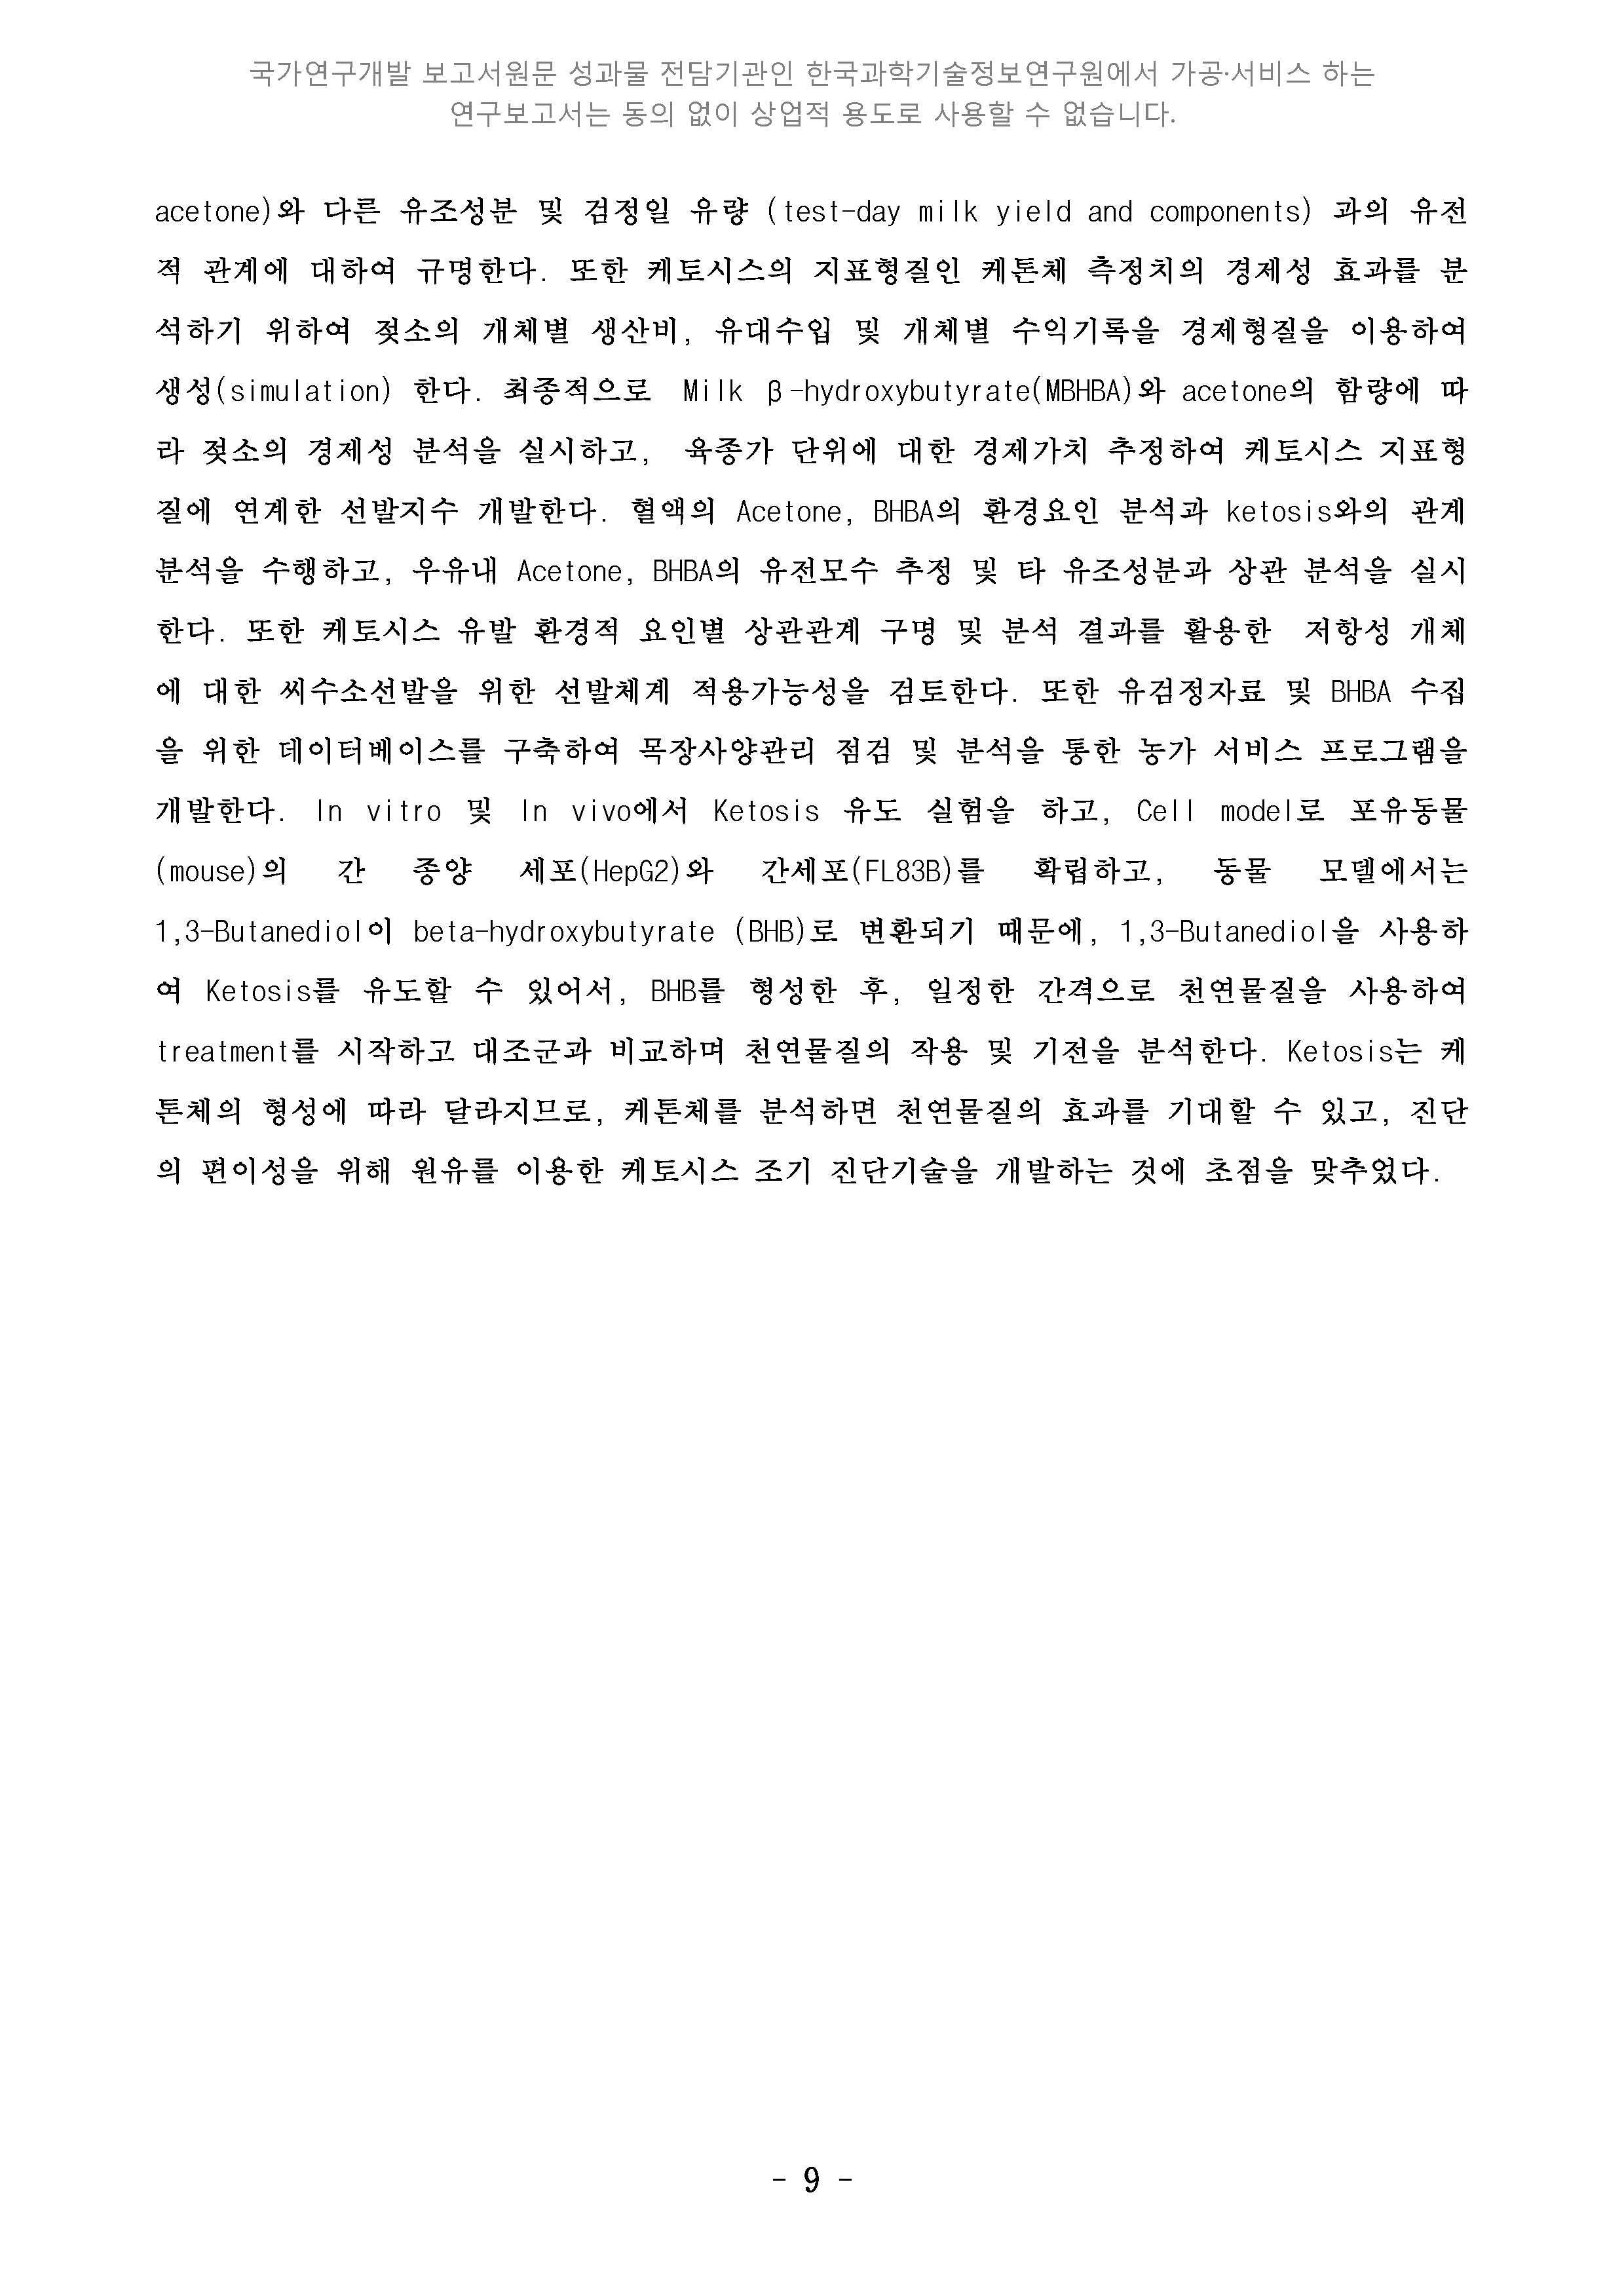 국가연구개발 보고서원문 성과물 전담기관인 한국과학기술정보연구원에서 가공·서비스 하는
연구보고서는 동의 없이 상업적 용도로 사용할 수 없습니다.
acetone)와 다른 유조성분 및 검정일 유량 (test-day milk yield and components) 과의 유전
적 관계에 대하여 규명한다. 또한 케토시스의 지표형질인 케톤체 측정치의 경제성 효과를 분
석하기 위하여 젖소의 개체별 생산비, 유대수입 및 개체별 수익기록을 경제형질을 이용하여
생성(simulation) 한다. 최종적으로 Milk β-hydroxybutyrate(MBHBA)와 acetone의 함량에 따
라 젖소의 경제성 분석을 실시하고, 육종가 단위에 대한 경제가치 추정하여 케토시스 지표형
질에 연계한 선발지수 개발한다. 혈액의 Acetone, BHBA의 환경요인 분석과 ketosis와의 관계
분석을 수행하고, 우유내 Acetone, BHBA의 유전모수 추정 및 타 유조성분과 상관 분석을 실시
한다. 또한 케토시스 유발 환경적 요인별 상관관계 구명 및 분석 결과를 활용한 저항성 개체
에 대한 씨수소선발을 위한 선발체계 적용가능성을 검토한다. 또한 유검정자료 및 BHBA 수집
을 위한 데이터베이스를 구축하여 목장사양관리 점검 및 분석을 통한 농가 서비스 프로그램을
개발한다. In vitro 및 In vivo에서 Ketosis 유도 실험을 하고, Cell model로 포유동물
(mouse)의 간 종양 세포(HepG2)와 간세포(FL83B)를 확립하고, 동물 모델에서는
1,3-Butanediol이 beta-hydroxybutyrate (BHB)로 변환되기 때문에, 1,3-Butanediol을 사용하
여 Ketosis를 유도할 수 있어서, BHB를 형성한 후, 일정한 간격으로 천연물질을 사용하여
treatment를 시작하고 대조군과 비교하며 천연물질의 작용 및 기전을 분석한다. Ketosis는 케
톤체의 형성에 따라 달라지므로, 케톤체를 분석하면 천연물질의 효과를 기대할 수 있고, 진단
의 편이성을 위해 원유를 이용한 케토시스 조기 진단기술을 개발하는 것에 초점을 맞추었다.
- 9 -